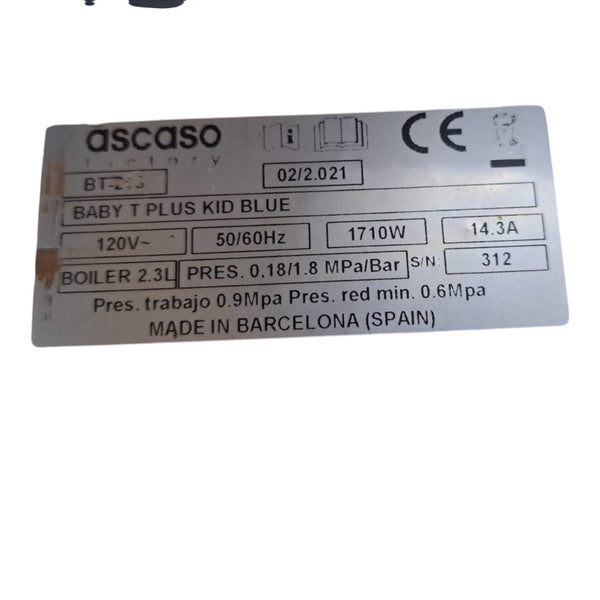 ascaso
factory
02/2.021
BABY T PLUS KID BLUE
120V~ 50/60Hz 1710W 14.3A
BOILER 2.3L PRES. 0,18/1.8 MPa/Bar S/N: 312
Pres. trabajo 0.9Mpa Pres. red min. 0.6Mpa
MADE IN BARCELONA (SPAIN)